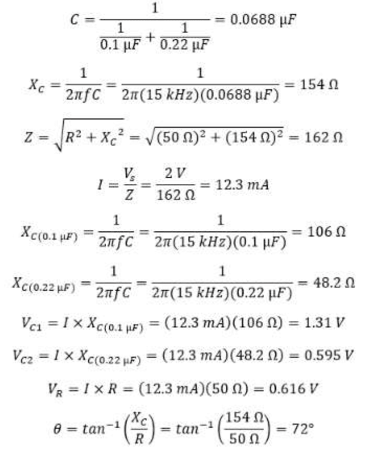 C = 1 / (1/0.1 μF + 1/0.22 μF) = 0.0688 μF
X_C = 1/2πfC = 1/2π(15 kHz)(0.0688 μF) = 154 Ω
Z = √(R² + X_C²) = √((50 Ω)² + (154 Ω)²) = 162 Ω
I = V_s/Z = 2 V/162 Ω = 12.3 mA
X_C(0.1 μF) = 1/2πfC = 1/2π(15 kHz)(0.1 μF) = 106 Ω
X_C(0.22 μF) = 1/2πfC = 1/2π(15 kHz)(0.22 μF) = 48.2 Ω
V_C1 = I × X_C(0.1 μF) = (12.3 mA)(106 Ω) = 1.31 V
V_C2 = I × X_C(0.22 μF) = (12.3 mA)(48.2 Ω) = 0.595 V
V_R = I × R = (12.3 mA)(50 Ω) = 0.616 V
θ = tan⁻¹(X_C/R) = tan⁻¹(154 Ω/50 Ω) = 72°